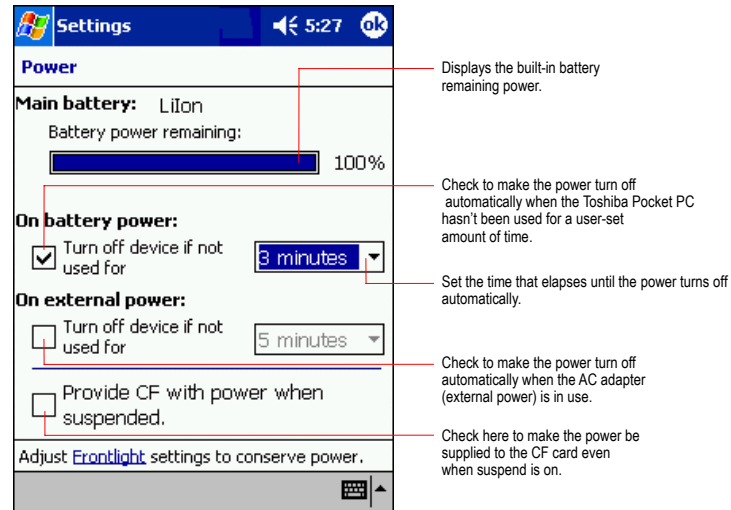 Settings 5:27 ok
Power
Main battery: LiIon
Battery power remaining:
100%
On battery power:
Turn off device if not
used for
3 minutes
On external power:
Turn off device if not
used for
5 minutes
Provide CF with power when
suspended.
Adjust Frontlight settings to conserve power.
Displays the built-in battery
remaining power.
Check to make the power turn off
automatically when the Toshiba Pocket PC
hasn't been used for a user-set
amount of time.
Set the time that elapses until the power turns off
automatically.
Check to make the power turn off
automatically when the AC adapter
(external power) is in use.
Check here to make the power be
supplied to the CF card even
when suspend is on.